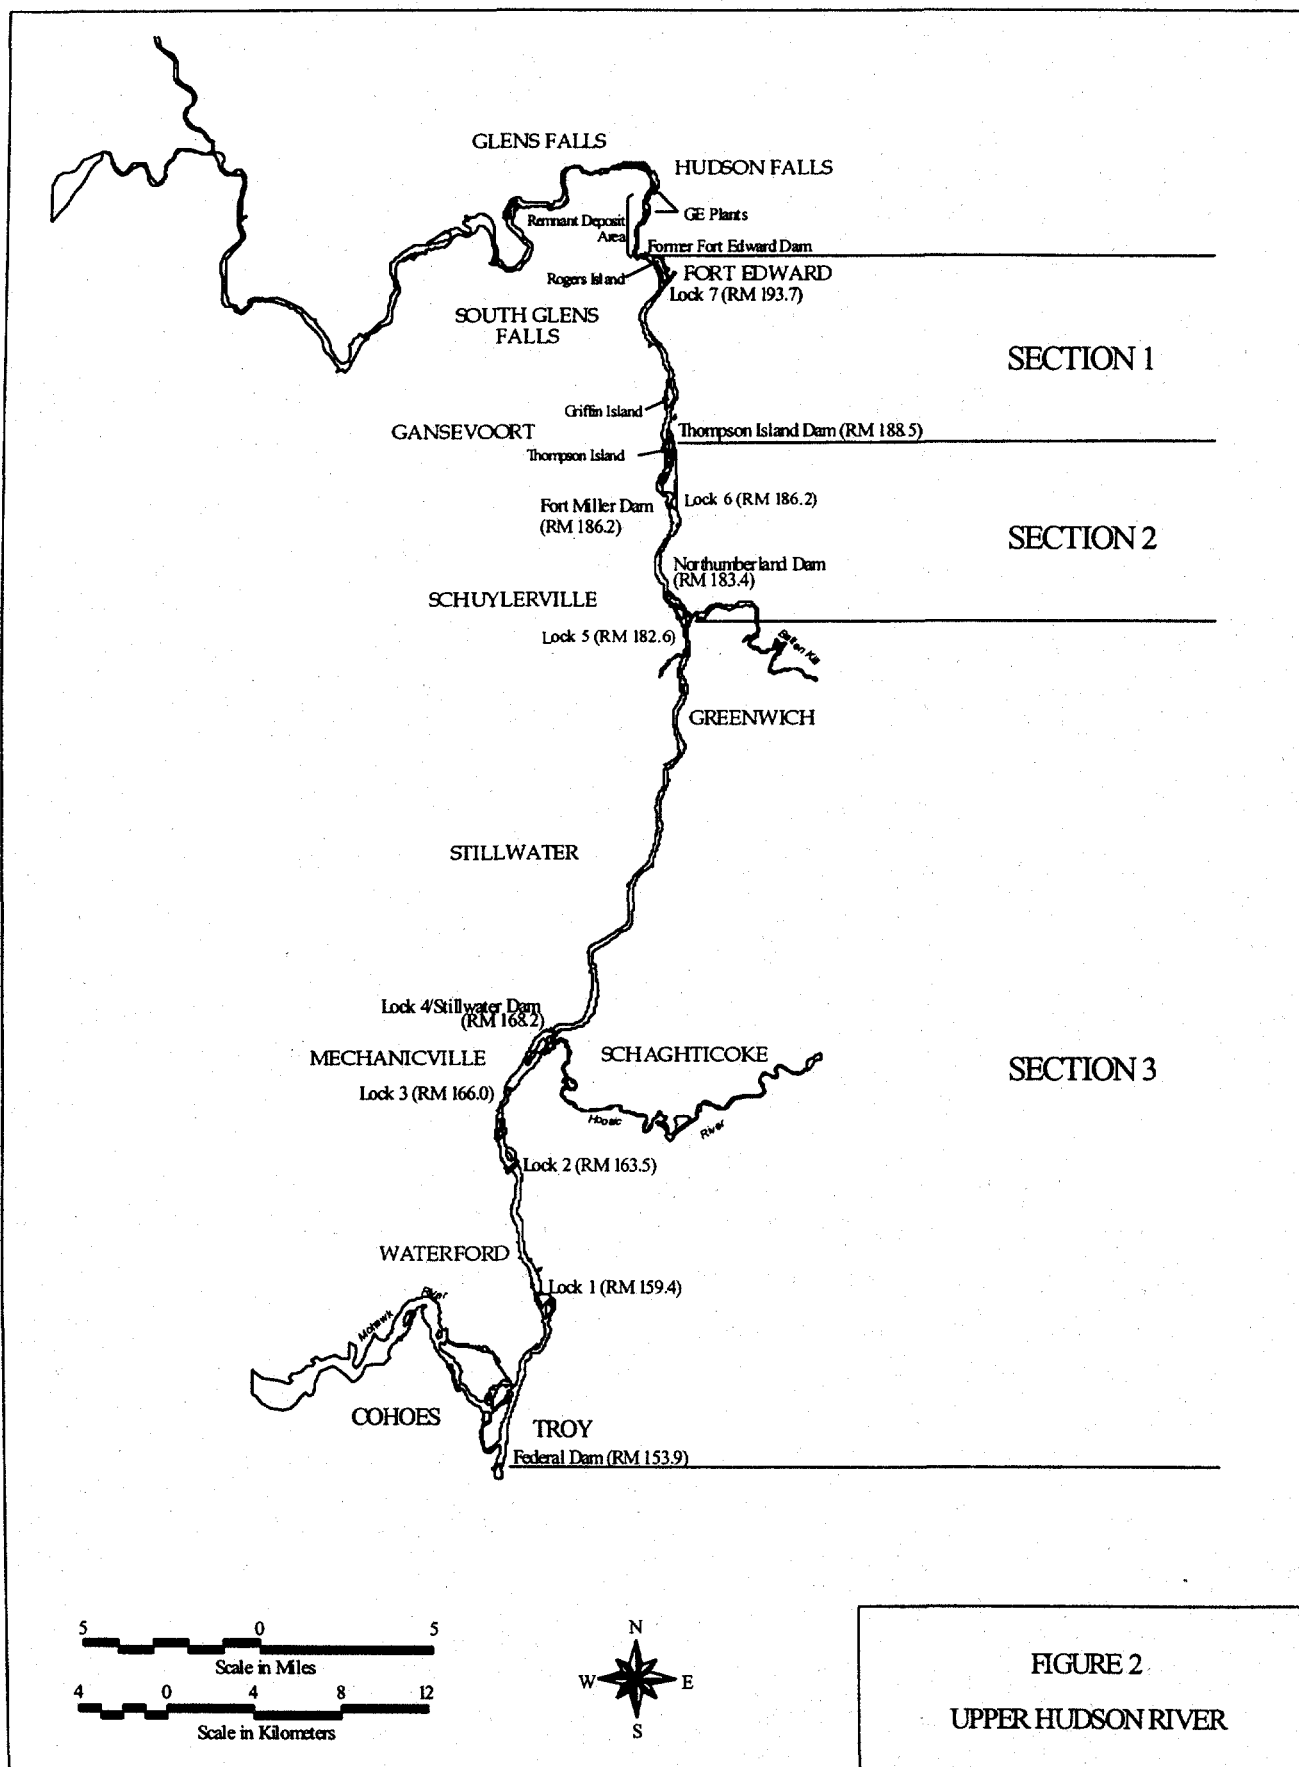 GLENS FALLS
HUDSON FALLS
GE Plants
Remnant Deposit
Area
Former Fort Edward Dam
Rogers Island
FORT EDWARD
Lock 7 (RM 193.7)
SOUTH GLENS
FALLS
SECTION 1
Griffin Island
GANSEVOORT
Thompson Island Dam (RM 188.5)
Thompson Island
Lock 6 (RM 186.2)
Fort Miller Dam
(RM 186.2)
SECTION 2
Northumberland Dam
(RM 183.4)
SCHUYLERVILLE
Lock 5 (RM 182.6)
Batten Kill
GREENWICH
STILLWATER
Lock 4/Stillwater Dam
(RM 168.2)
MECHANICVILLE
SCHAGHTICOKE
SECTION 3
Lock 3 (RM 166.0)
Hoosic
River
Lock 2 (RM 163.5)
WATERFORD
Lock 1 (RM 159.4)
Mohawk
River
COHOES
TROY
Federal Dam (RM 153.9)
5 0 5
Scale in Miles
4 0 4 8 12
Scale in Kilometers
N
W E
S
FIGURE 2
UPPER HUDSON RIVER